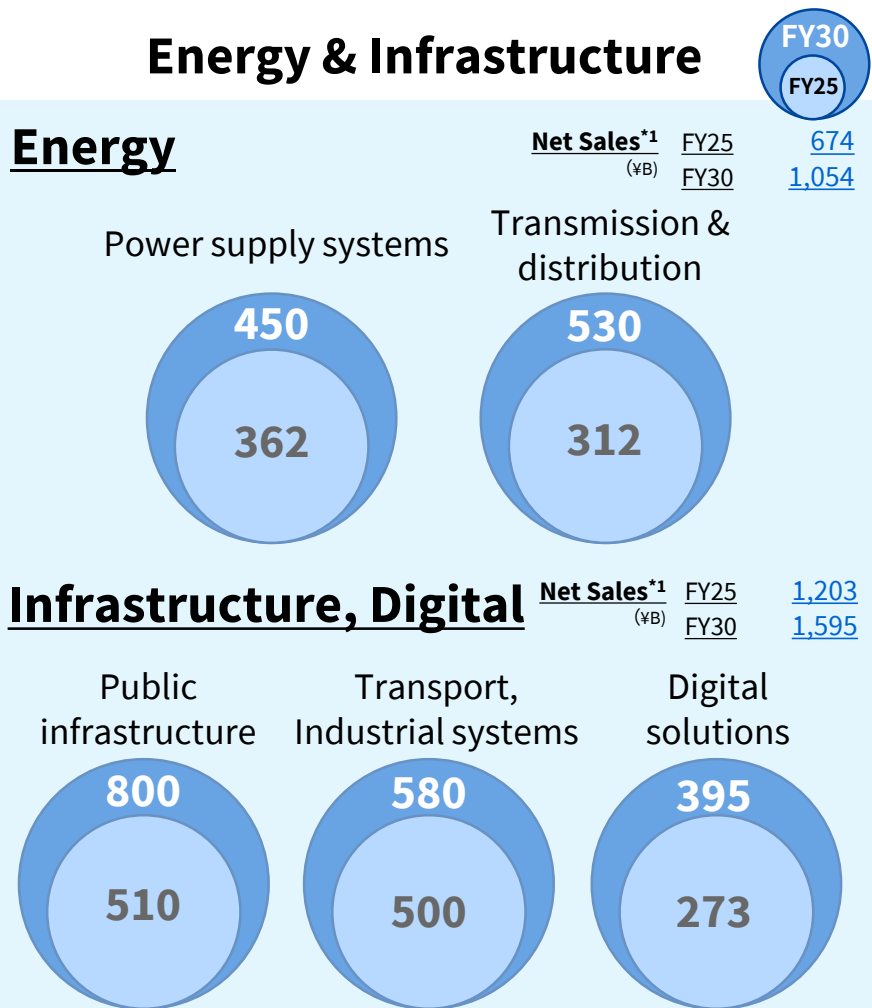 Energy & Infrastructure
FY30
FY25
Energy
Net Sales*1 FY25 674
(¥B) FY30 1,054
Power supply systems
Transmission &
distribution
450
530
362
312
Infrastructure, Digital
Net Sales*1 FY25 1,203
(¥B) FY30 1,595
Public
infrastructure
Transport,
Industrial systems
Digital
solutions
800
580
395
510
500
273